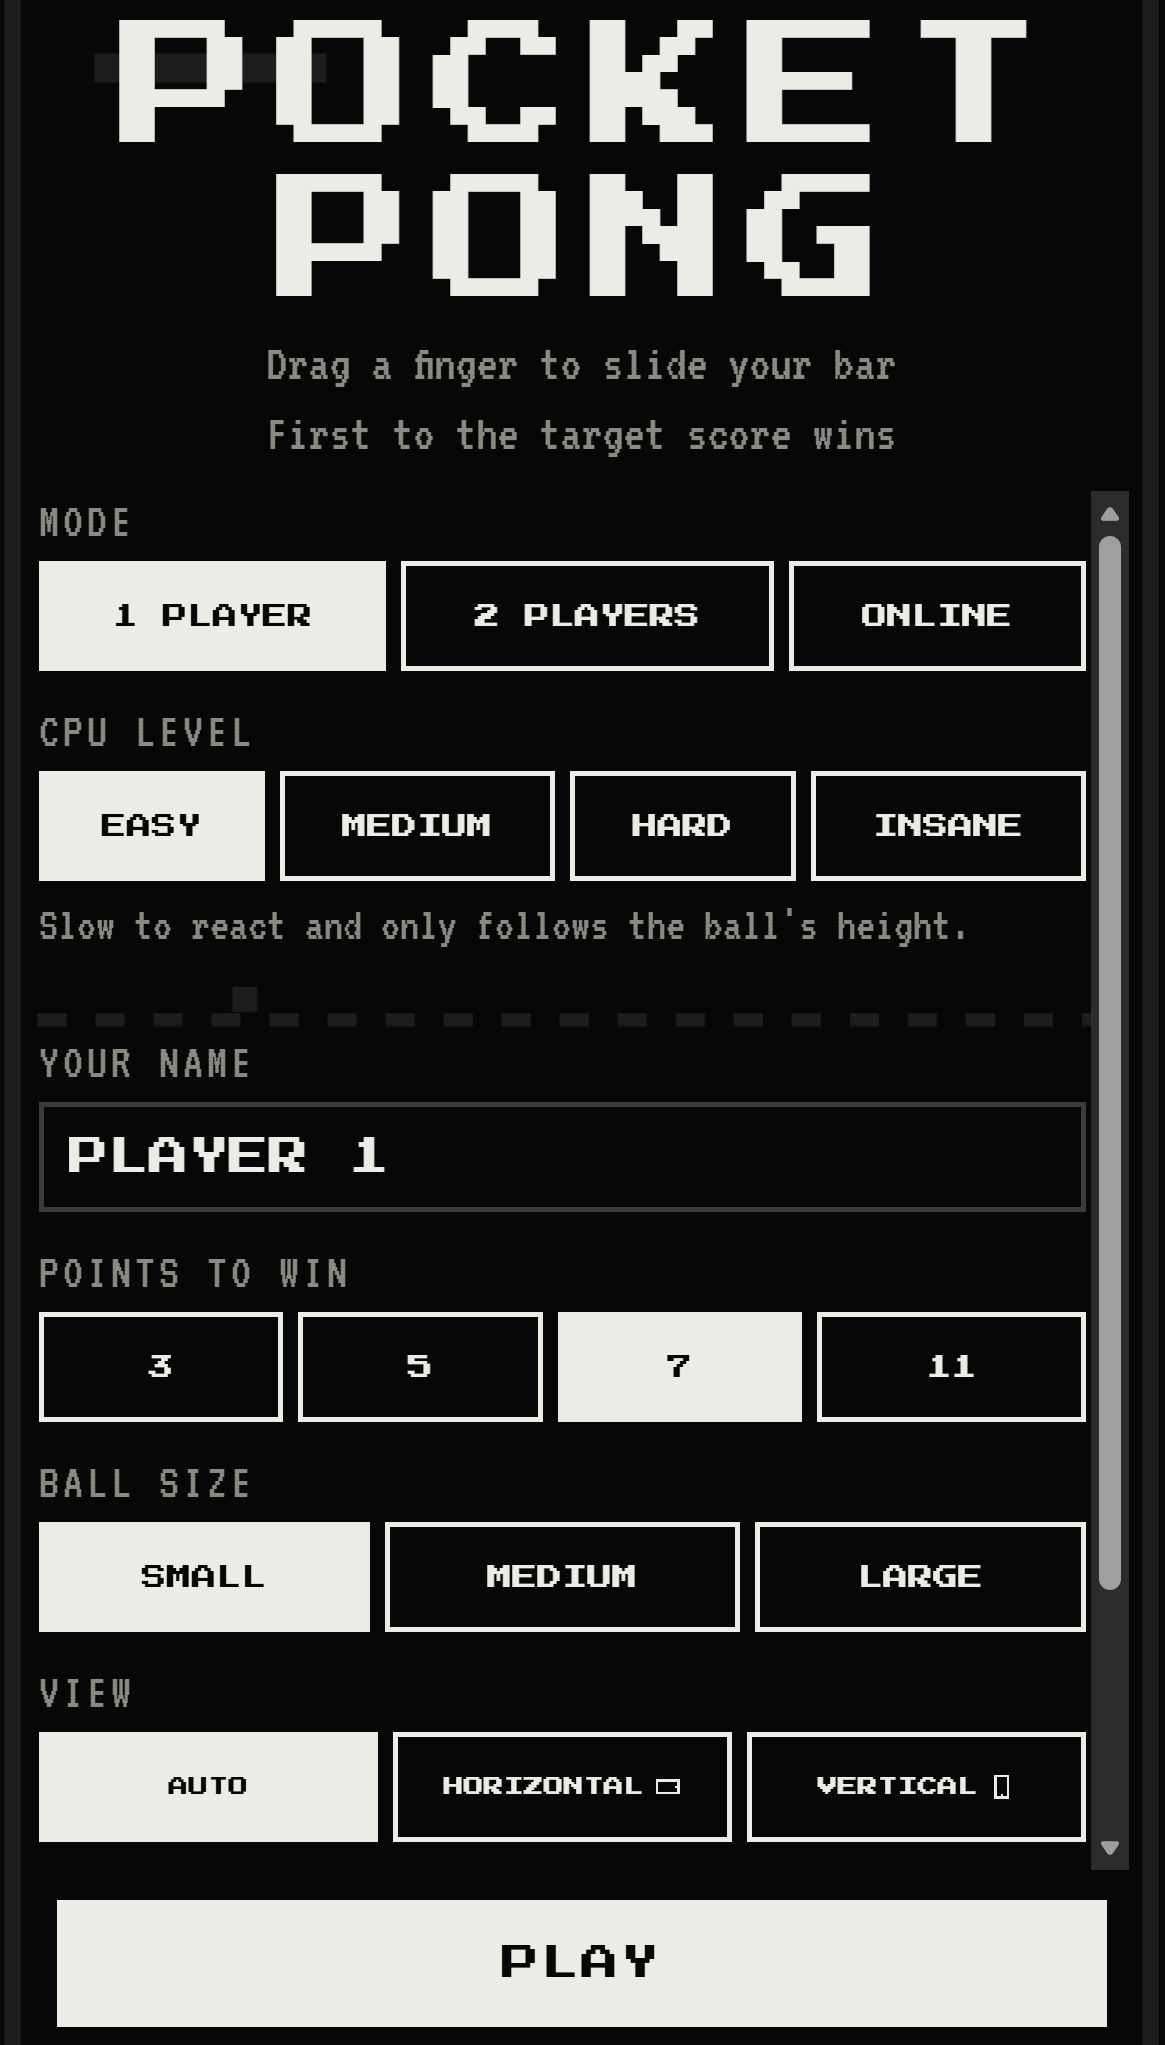 POCKET
PONG
Drag a finger to slide your bar
First to the target score wins
MODE
1 PLAYER 2 PLAYERS ONLINE
CPU LEVEL
EASY MEDIUM HARD INSANE
Slow to react and only follows the ball's height.
YOUR NAME
PLAYER 1
POINTS TO WIN
3 5 7 11
BALL SIZE
SMALL MEDIUM LARGE
VIEW
AUTO HORIZONTAL VERTICAL
PLAY